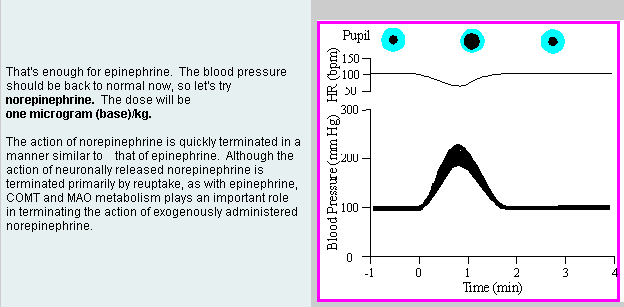 That's enough for epinephrine. The blood pressure
should be back to normal now, so let's try
norepinephrine. The dose will be
one microgram (base)/kg.
The action of norepinephrine is quickly terminated in a
manner similar to that of epinephrine. Although the
action of neuronally released norepinephrine is
terminated primarily by reuptake, as with epinephrine,
COMT and MAO metabolism plays an important role
in terminating the action of exogenously administered
norepinephrine.
Pupil
HR (bpm)
150
100
50
Blood Pressure (mm Hg)
300
200
100
0
-1 0 1 2 3 4
Time (min)